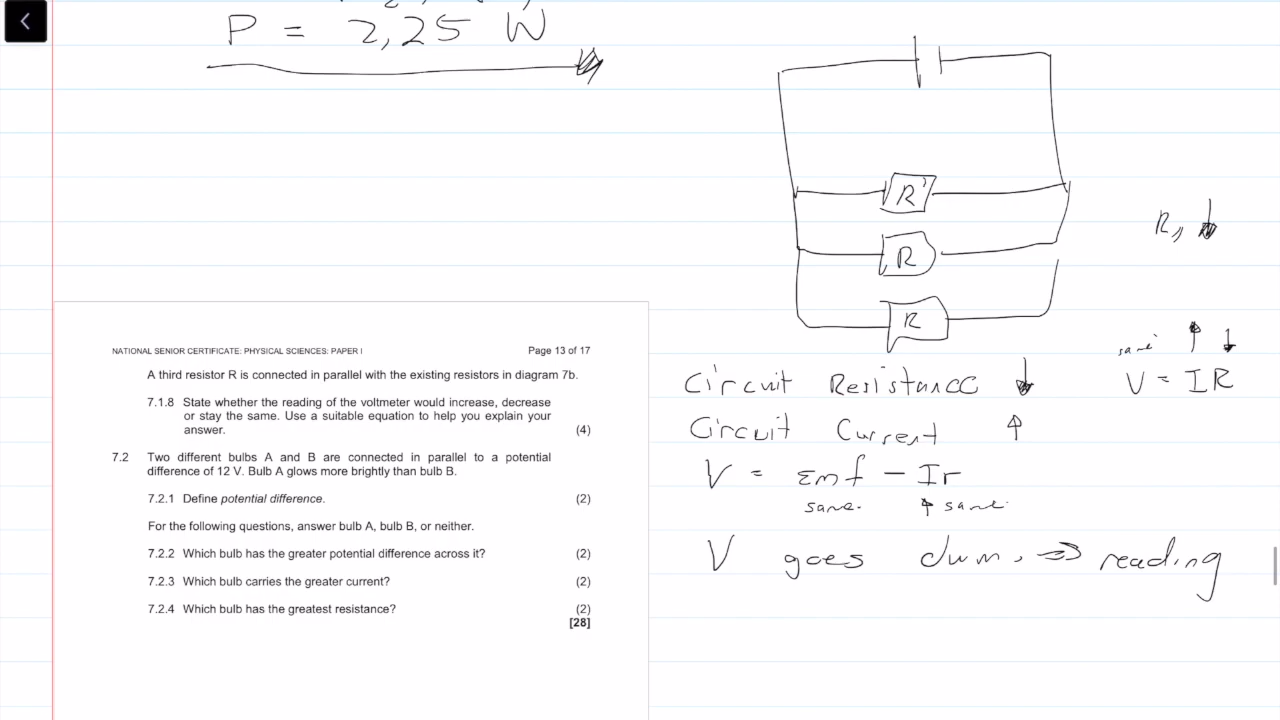 P = 2,25 W
R
R
R
R,, ↓
same ↑ ↓
V = IR
Circuit Resistance ↓
Circuit Current ↑
V = Emf - Ir
same. ↑ same.
V goes down, => reading
NATIONAL SENIOR CERTIFICATE: PHYSICAL SCIENCES: PAPER I Page 13 of 17
A third resistor R is connected in parallel with the existing resistors in diagram 7b.
7.1.8 State whether the reading of the voltmeter would increase, decrease
or stay the same. Use a suitable equation to help you explain your
answer. (4)
7.2 Two different bulbs A and B are connected in parallel to a potential
difference of 12 V. Bulb A glows more brightly than bulb B.
7.2.1 Define potential difference. (2)
For the following questions, answer bulb A, bulb B, or neither.
7.2.2 Which bulb has the greater potential difference across it? (2)
7.2.3 Which bulb carries the greater current? (2)
7.2.4 Which bulb has the greatest resistance? (2)
[28]